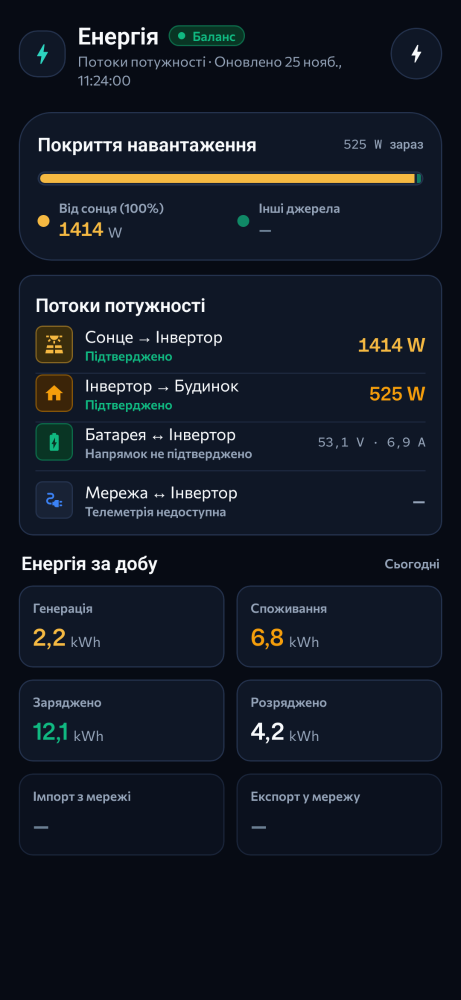 Енергія
Баланс
Потоки потужності · Оновлено 25 нояб.,
11:24:00
Покриття навантаження
525 W зараз
Від сонця (100%)
1414 W
Інші джерела
—
Потоки потужності
Сонце → Інвертор
Підтверджено
1414 W
Інвертор → Будинок
Підтверджено
525 W
Батарея ↔ Інвертор
Напрямок не підтверджено
53,1 V · 6,9 A
Мережа ↔ Інвертор
Телеметрія недоступна
—
Енергія за добу
Сьогодні
Генерація
2,2 kWh
Споживання
6,8 kWh
Заряджено
12,1 kWh
Розряджено
4,2 kWh
Імпорт з мережі
—
Експорт у мережу
—